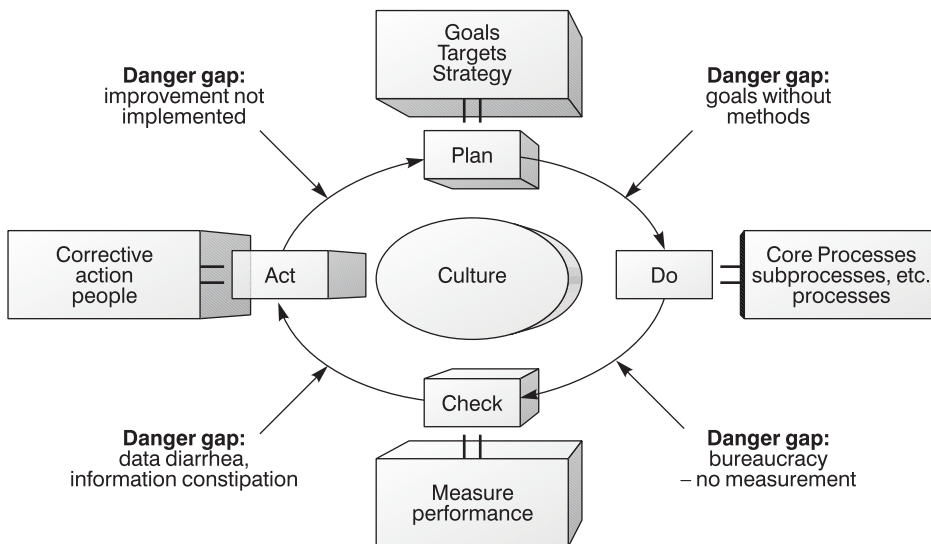 Goals
Targets
Strategy
Danger gap:
improvement not
implemented
Danger gap:
goals without
methods
Plan
Corrective
action
people
Act
Culture
Do
Core Processes
subprocesses, etc.
processes
Check
Danger gap:
data diarrhea,
information constipation
Danger gap:
bureaucracy
– no measurement
Measure
performance